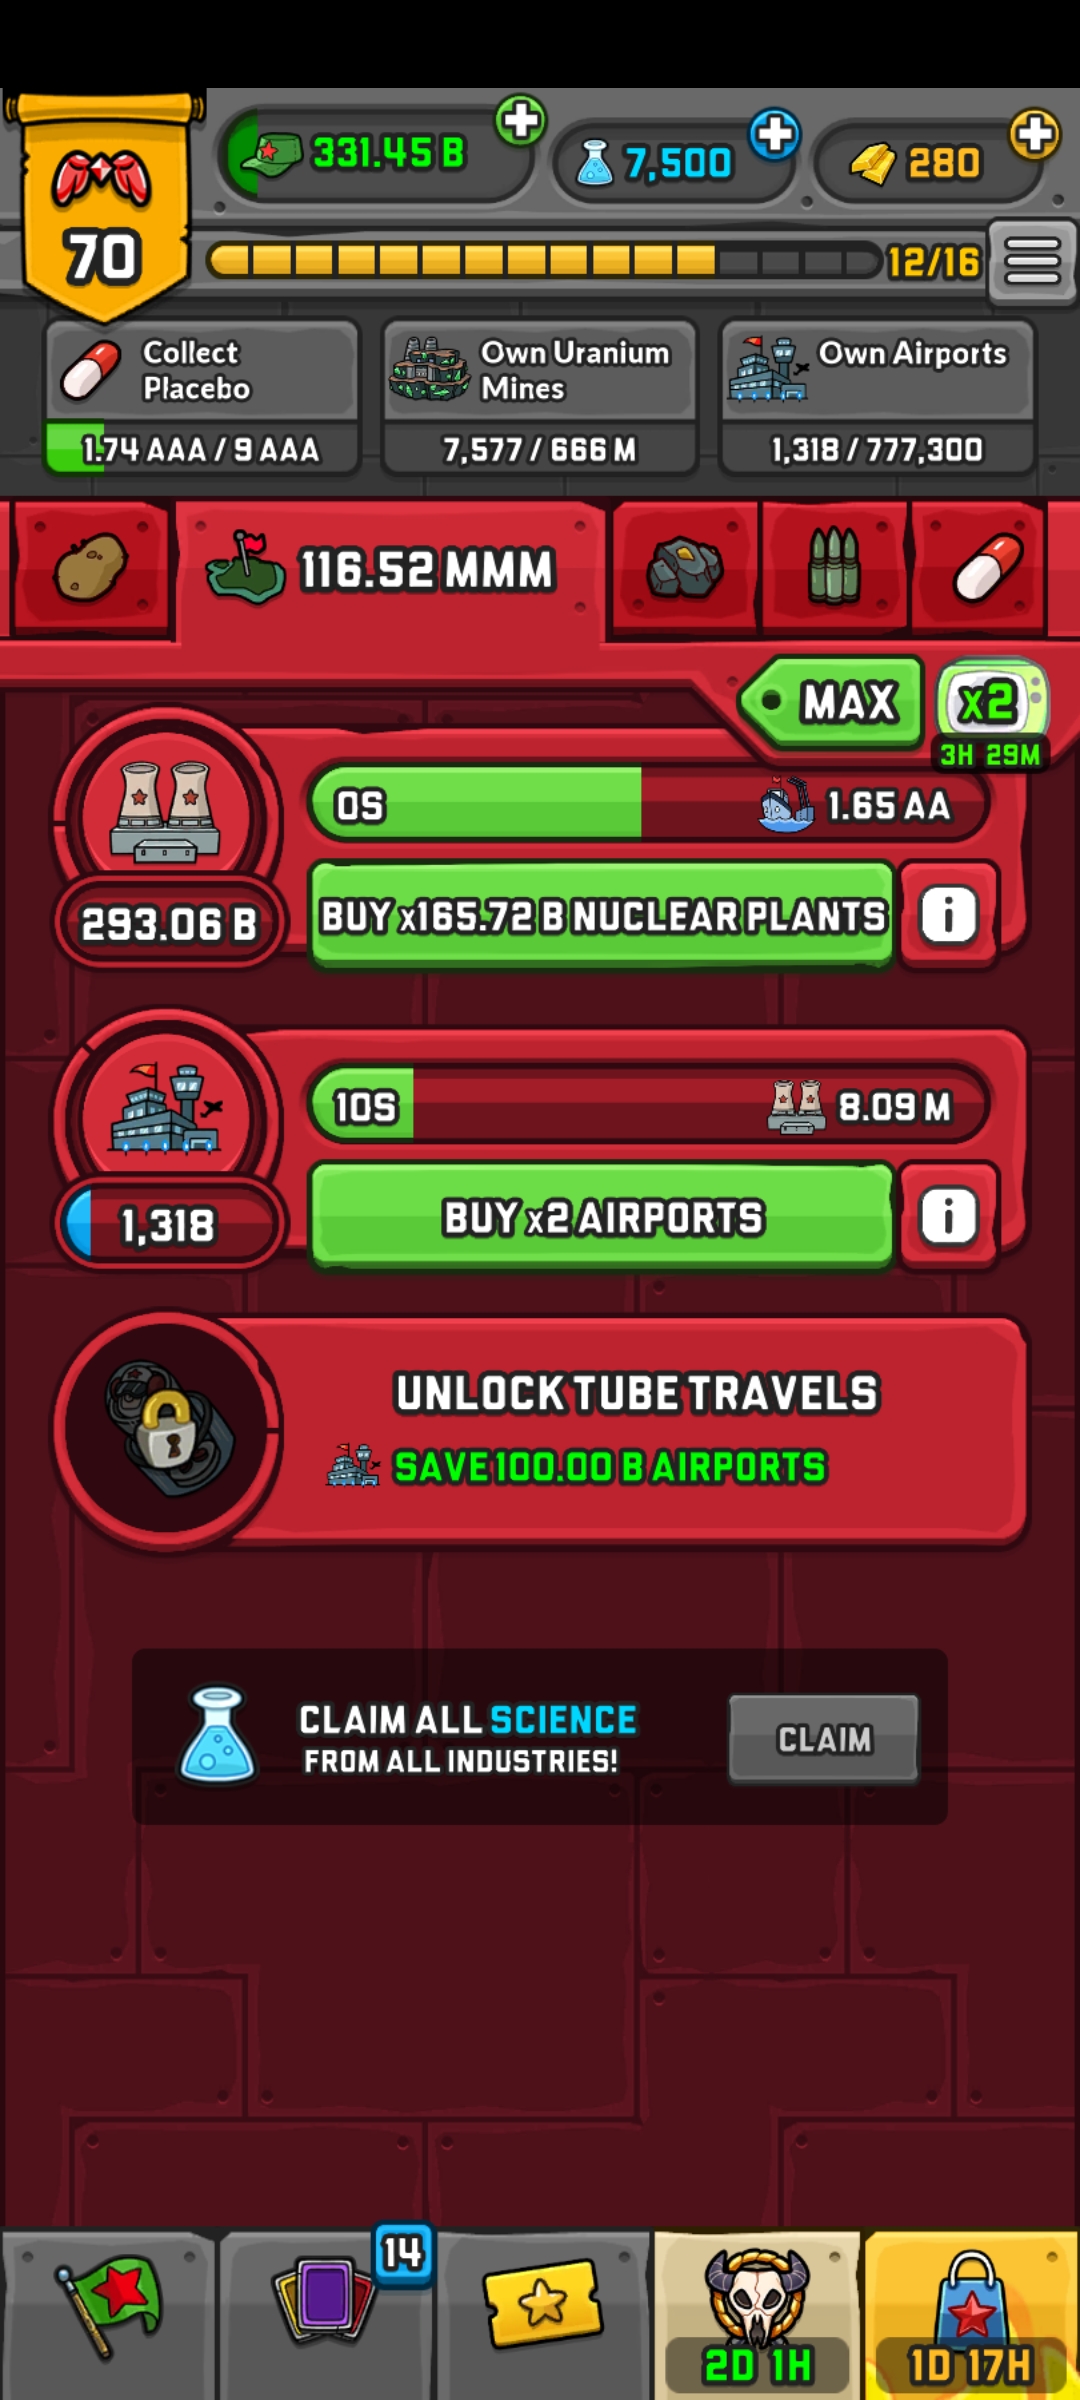 331.45 B
7,500
280
70
12/16
Collect
Placebo
1.74 AAA / 9 AAA
Own Uranium
Mines
7,577 / 666 M
Own Airports
1,318 / 777,300
116.52 MMM
MAX
x2
3H 29M
0S
1.65 AA
293.06 B
BUY x165.72 B NUCLEAR PLANTS
i
10S
8.09 M
1,318
BUY x2 AIRPORTS
i
UNLOCK TUBE TRAVELS
SAVE 100.00 B AIRPORTS
CLAIM ALL SCIENCE
FROM ALL INDUSTRIES!
CLAIM
14
2D 1H
1D 17H